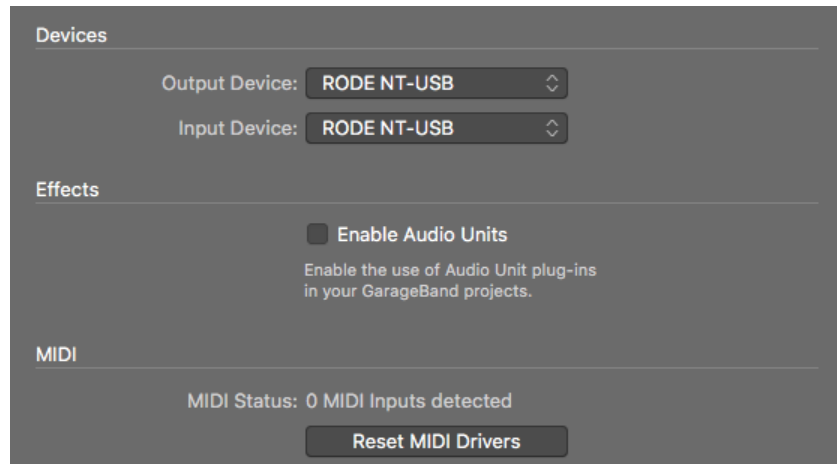 Devices
Output Device: RODE NT-USB
Input Device: RODE NT-USB
Effects
Enable Audio Units
Enable the use of Audio Unit plug-ins
in your GarageBand projects.
MIDI
MIDI Status: 0 MIDI Inputs detected
Reset MIDI Drivers